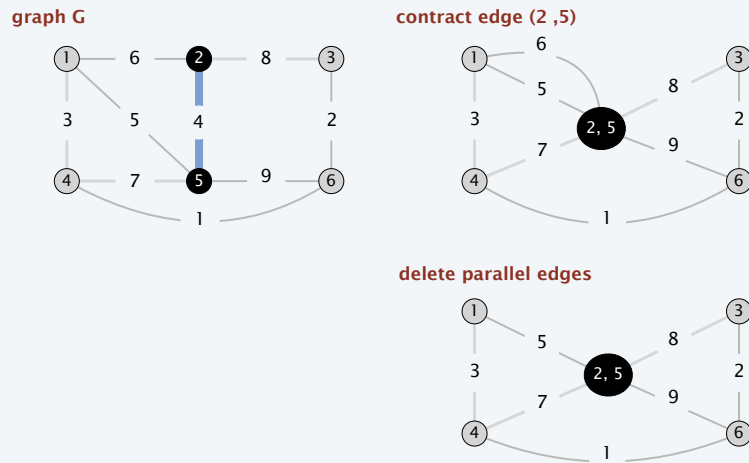 graph G
1 6 2 8 3
3 5 4 2
4 7 5 9 6
1
contract edge (2 ,5)
6
1 3
5 8
3 2, 5 2
7 9
4 6
1
delete parallel edges
1 3
5 8
3 2, 5 2
7 9
4 6
1